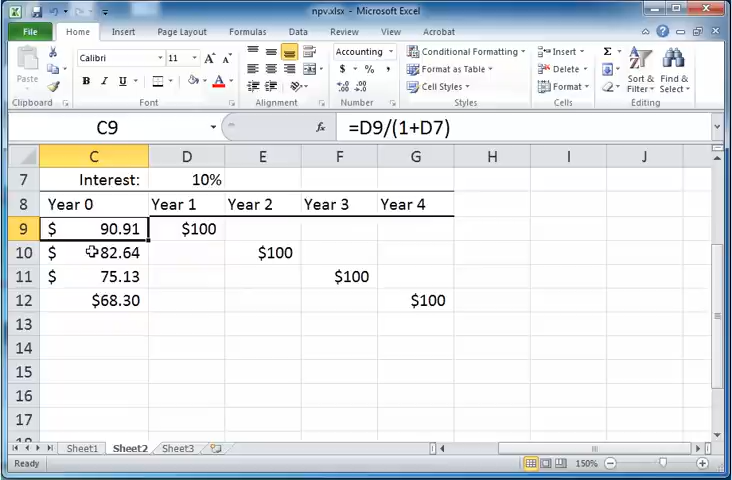 npv.xlsx - Microsoft Excel
File Home Insert Page Layout Formulas Data Review View Acrobat
Paste
Calibri 11
B I U
Accounting
$ % ,
Conditional Formatting
Format as Table
Cell Styles
Insert
Delete
Format
Σ
Sort & Filter
Find & Select
Clipboard Font Alignment Number Styles Cells Editing
C9 fx =D9/(1+D7)
C D E F G H I J
7 Interest: 10%
8 Year 0 Year 1 Year 2 Year 3 Year 4
9 $ 90.91 $100
10 $ 82.64 $100
11 $ 75.13 $100
12 $68.30 $100
13
14
15
16
17
Sheet1 Sheet2 Sheet3
Ready 150%